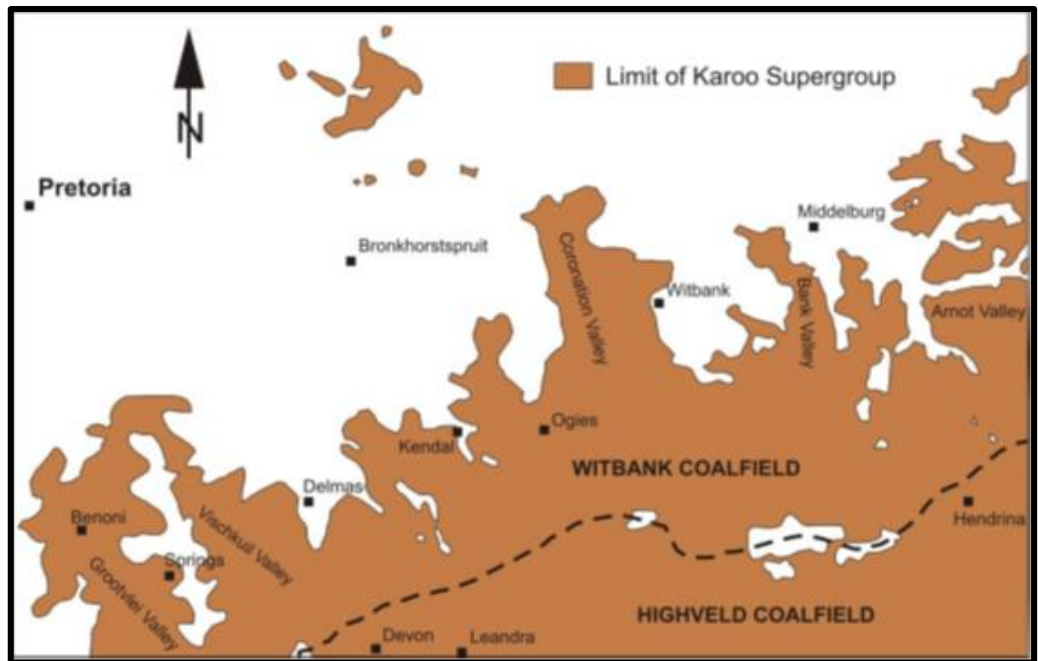 N
Limit of Karoo Supergroup
Pretoria
Bronkhorstspruit
Middelburg
Coronation Valley
Witbank
Bank Valley
Arnot Valley
Kendal
Ogies
WITBANK COALFIELD
Delmas
Hendrina
Benoni
Vischkuil Valley
Springs
Grootvlei Valley
HIGHVELD COALFIELD
Devon
Leandra